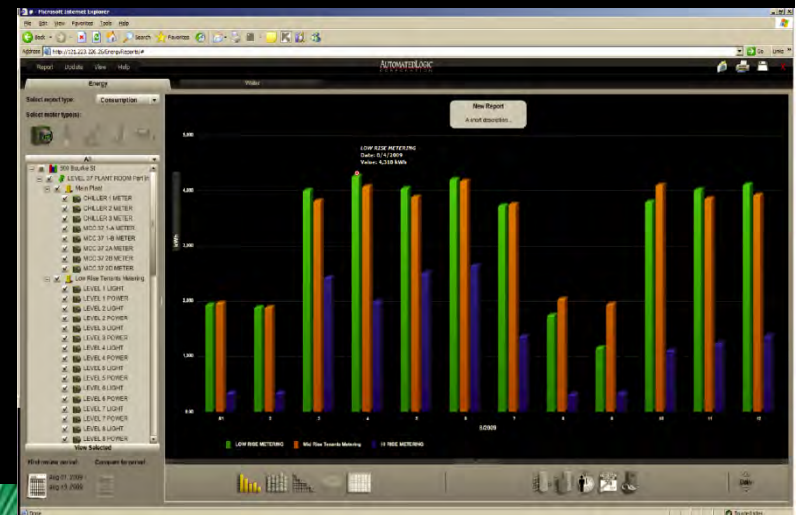 Microsoft Internet Explorer
File Edit View Favorites Tools Help
Back Search Favorites
Address Go Links
Report Update View Help
AUTOMATEDLOGIC
CORPORATION
Energy
Select report type: Consumption
Select meter type(s):
New Report
A short description...
All
LEVEL 37 PLANT ROOM
Main Plant
CHILLER 1 METER
CHILLER 2 METER
CHILLER 3 METER
MCC 37 1-A METER
MCC 37 1-B METER
MCC 37 2A METER
MCC 37 2B METER
MCC 37 2D METER
Low Rise Tenants Metering
LEVEL 1 LIGHT
LEVEL 1 POWER
LEVEL 2 LIGHT
LEVEL 2 POWER
LEVEL 3 LIGHT
LEVEL 3 POWER
LEVEL 4 LIGHT
LEVEL 4 POWER
LEVEL 5 LIGHT
LEVEL 5 POWER
LEVEL 6 LIGHT
LEVEL 6 POWER
LEVEL 7 LIGHT
LEVEL 7 POWER
LEVEL 8 LIGHT
LEVEL 8 POWER
View Selected
LOW RISE METERING
Date: 8/4/2009
kWh
5,000
4,000
3,000
2,000
1,000
0.00
2 3 4 5 6 7 8 9 10 11 12
8/2009
LOW RISE METERING Mid Rise Tenants Metering HI RISE METERING
Aug 01 2009